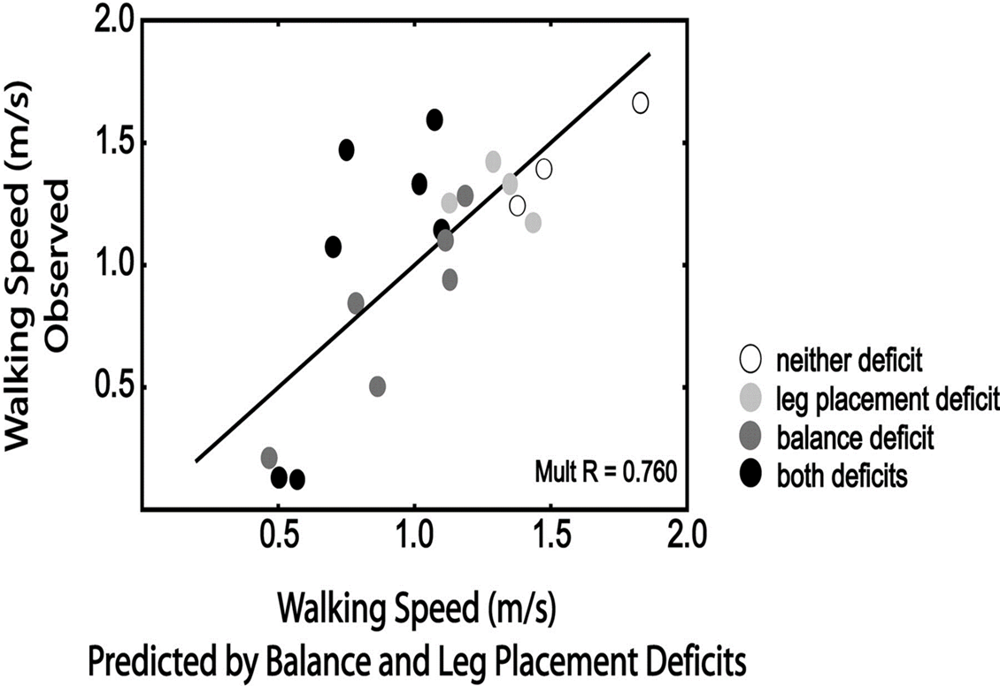 Walking Speed (m/s)
Observed
2.0
1.5
1.0
0.5
Mult R = 0.760
0.5
1.0
1.5
2.0
Walking Speed (m/s)
Predicted by Balance and Leg Placement Deficits
neither deficit
leg placement deficit
balance deficit
both deficits